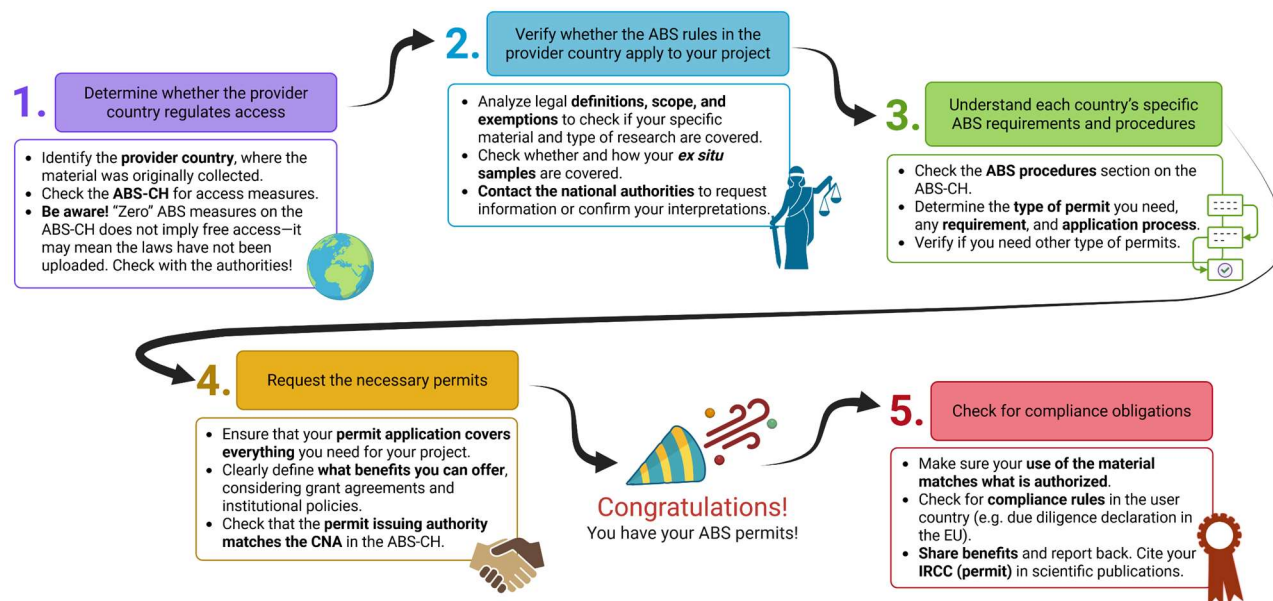 1.
Determine whether the provider
country regulates access
• Identify the provider country, where the
material was originally collected.
• Check the ABS-CH for access measures.
• Be aware! “Zero” ABS measures on the
ABS-CH does not imply free access—it
may mean the laws have not been
uploaded. Check with the authorities!
2.
Verify whether the ABS rules in the
provider country apply to your project
• Analyze legal definitions, scope, and
exemptions to check if your specific
material and type of research are covered.
• Check whether and how your ex situ
samples are covered.
• Contact the national authorities to request
information or confirm your interpretations.
3.
Understand each country’s specific
ABS requirements and procedures
• Check the ABS procedures section on the
ABS-CH.
• Determine the type of permit you need,
any requirement, and application process.
• Verify if you need other type of permits.
4.
Request the necessary permits
• Ensure that your permit application covers
everything you need for your project.
• Clearly define what benefits you can offer,
considering grant agreements and
institutional policies.
• Check that the permit issuing authority
matches the CNA in the ABS-CH.
Congratulations!
You have your ABS permits!
5.
Check for compliance obligations
• Make sure your use of the material
matches what is authorized.
• Check for compliance rules in the user
country (e.g. due diligence declaration in
the EU).
• Share benefits and report back. Cite your
IRCC (permit) in scientific publications.